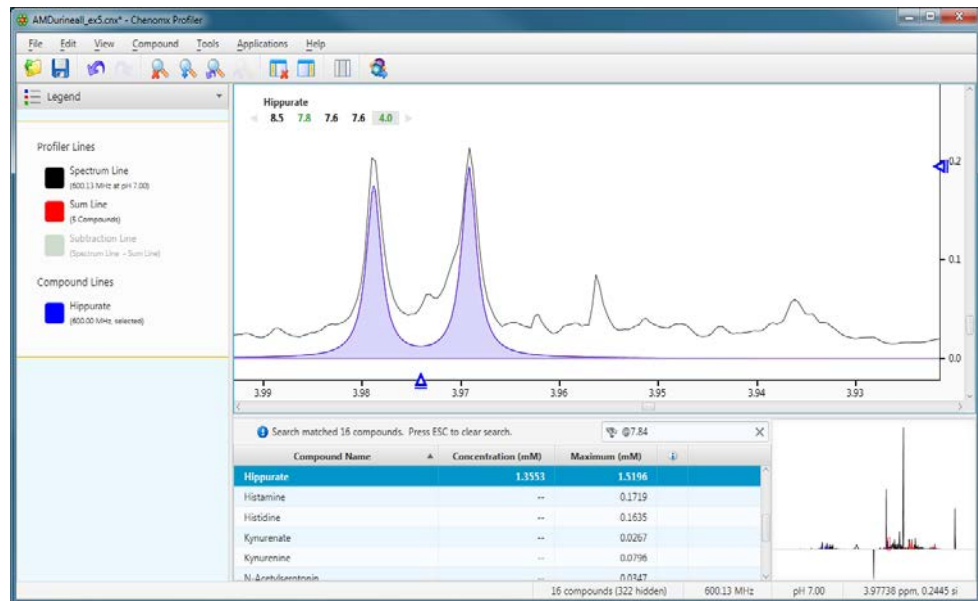 AMDurineall_ex5.cnx* - Chenomx Profiler
File Edit View Compound Tools Applications Help
Legend
Profiler Lines
Spectrum Line
(600.13 MHz at pH 7.00)
Sum Line
(5 Compounds)
Subtraction Line
(Spectrum Line - Sum Line)
Compound Lines
Hippurate
(600.00 MHz, selected)
Hippurate
8.5 7.8 7.6 7.6 4.0
0.2
0.1
0.0
3.99 3.98 3.97 3.96 3.95 3.94 3.93
Search matched 16 compounds. Press ESC to clear search. @7.84
Compound Name Concentration (mM) Maximum (mM)
Hippurate 1.3553 1.5196
Histamine -- 0.1719
Histidine -- 0.1635
Kynurenate -- 0.0267
Kynurenine -- 0.0796
N-Acetylserotonin -- 0.0347
16 compounds (322 hidden) 600.13 MHz pH 7.00 3.97738 ppm, 0.2445 si